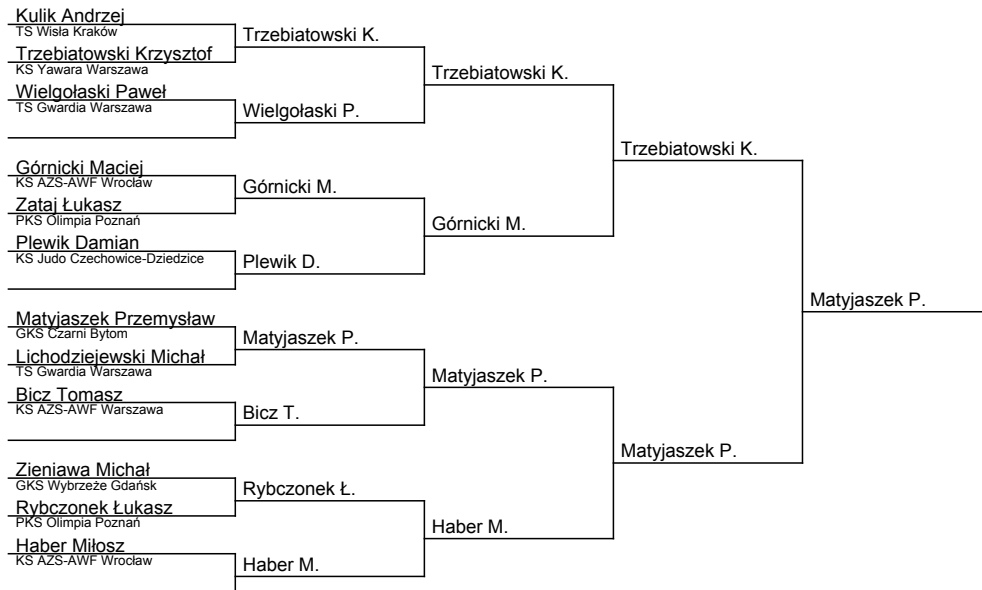 Kulik Andrzej
TS Wisła Kraków
Trzebiatowski K.
Trzebiatowski Krzysztof
KS Yawara Warszawa
Trzebiatowski K.
Wielgołaski Paweł
TS Gwardia Warszawa
Wielgołaski P.
Trzebiatowski K.
Górnicki Maciej
KS AZS-AWF Wrocław
Górnicki M.
Zataj Łukasz
PKS Olimpia Poznań
Górnicki M.
Plewik Damian
KS Judo Czechowice-Dziedzice
Plewik D.
Matyjaszek P.
Matyjaszek Przemysław
GKS Czarni Bytom
Matyjaszek P.
Lichodziejewski Michał
TS Gwardia Warszawa
Matyjaszek P.
Bicz Tomasz
KS AZS-AWF Warszawa
Bicz T.
Matyjaszek P.
Zieniawa Michał
GKS Wybrzeże Gdańsk
Rybczonek Ł.
Rybczonek Łukasz
PKS Olimpia Poznań
Haber M.
Haber Miłosz
KS AZS-AWF Wrocław
Haber M.